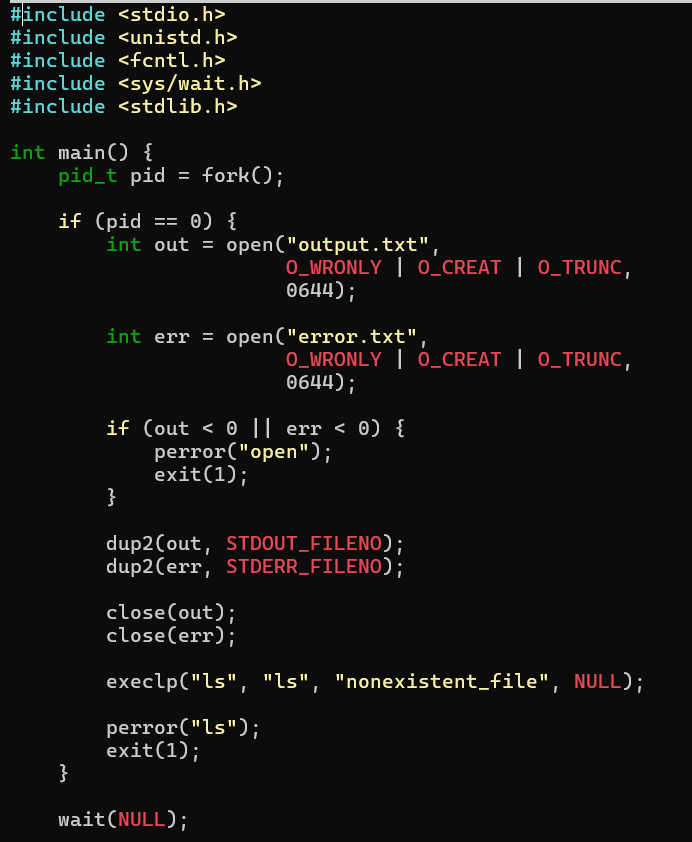 #include <stdio.h>
#include <unistd.h>
#include <fcntl.h>
#include <sys/wait.h>
#include <stdlib.h>

int main() {
    pid_t pid = fork();

    if (pid == 0) {
        int out = open("output.txt",
                       O_WRONLY | O_CREAT | O_TRUNC,
                       0644);

        int err = open("error.txt",
                       O_WRONLY | O_CREAT | O_TRUNC,
                       0644);

        if (out < 0 || err < 0) {
            perror("open");
            exit(1);
        }

        dup2(out, STDOUT_FILENO);
        dup2(err, STDERR_FILENO);

        close(out);
        close(err);

        execlp("ls", "ls", "nonexistent_file", NULL);

        perror("ls");
        exit(1);
    }

    wait(NULL);